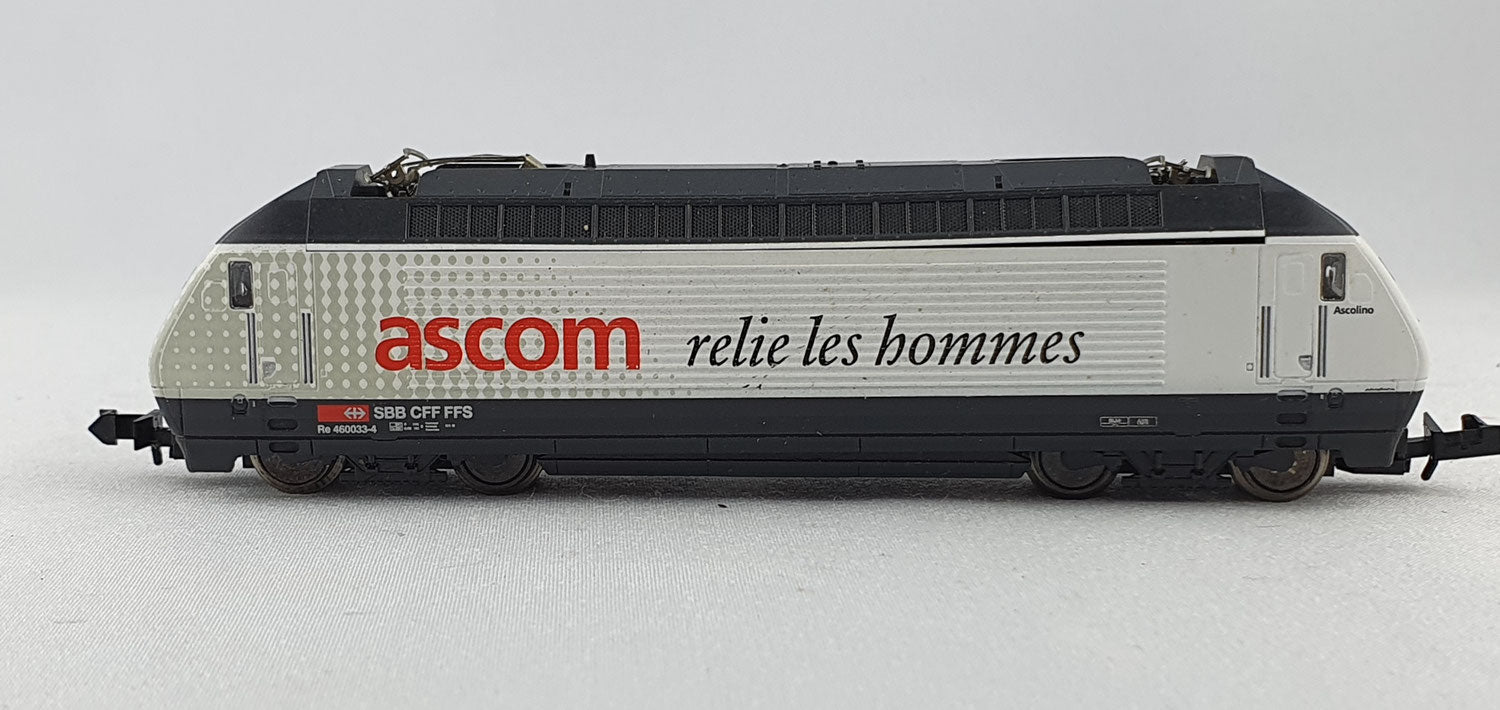 ascom relie les hommes
Ascolino
SBB CFF FFS
Re 460033-4